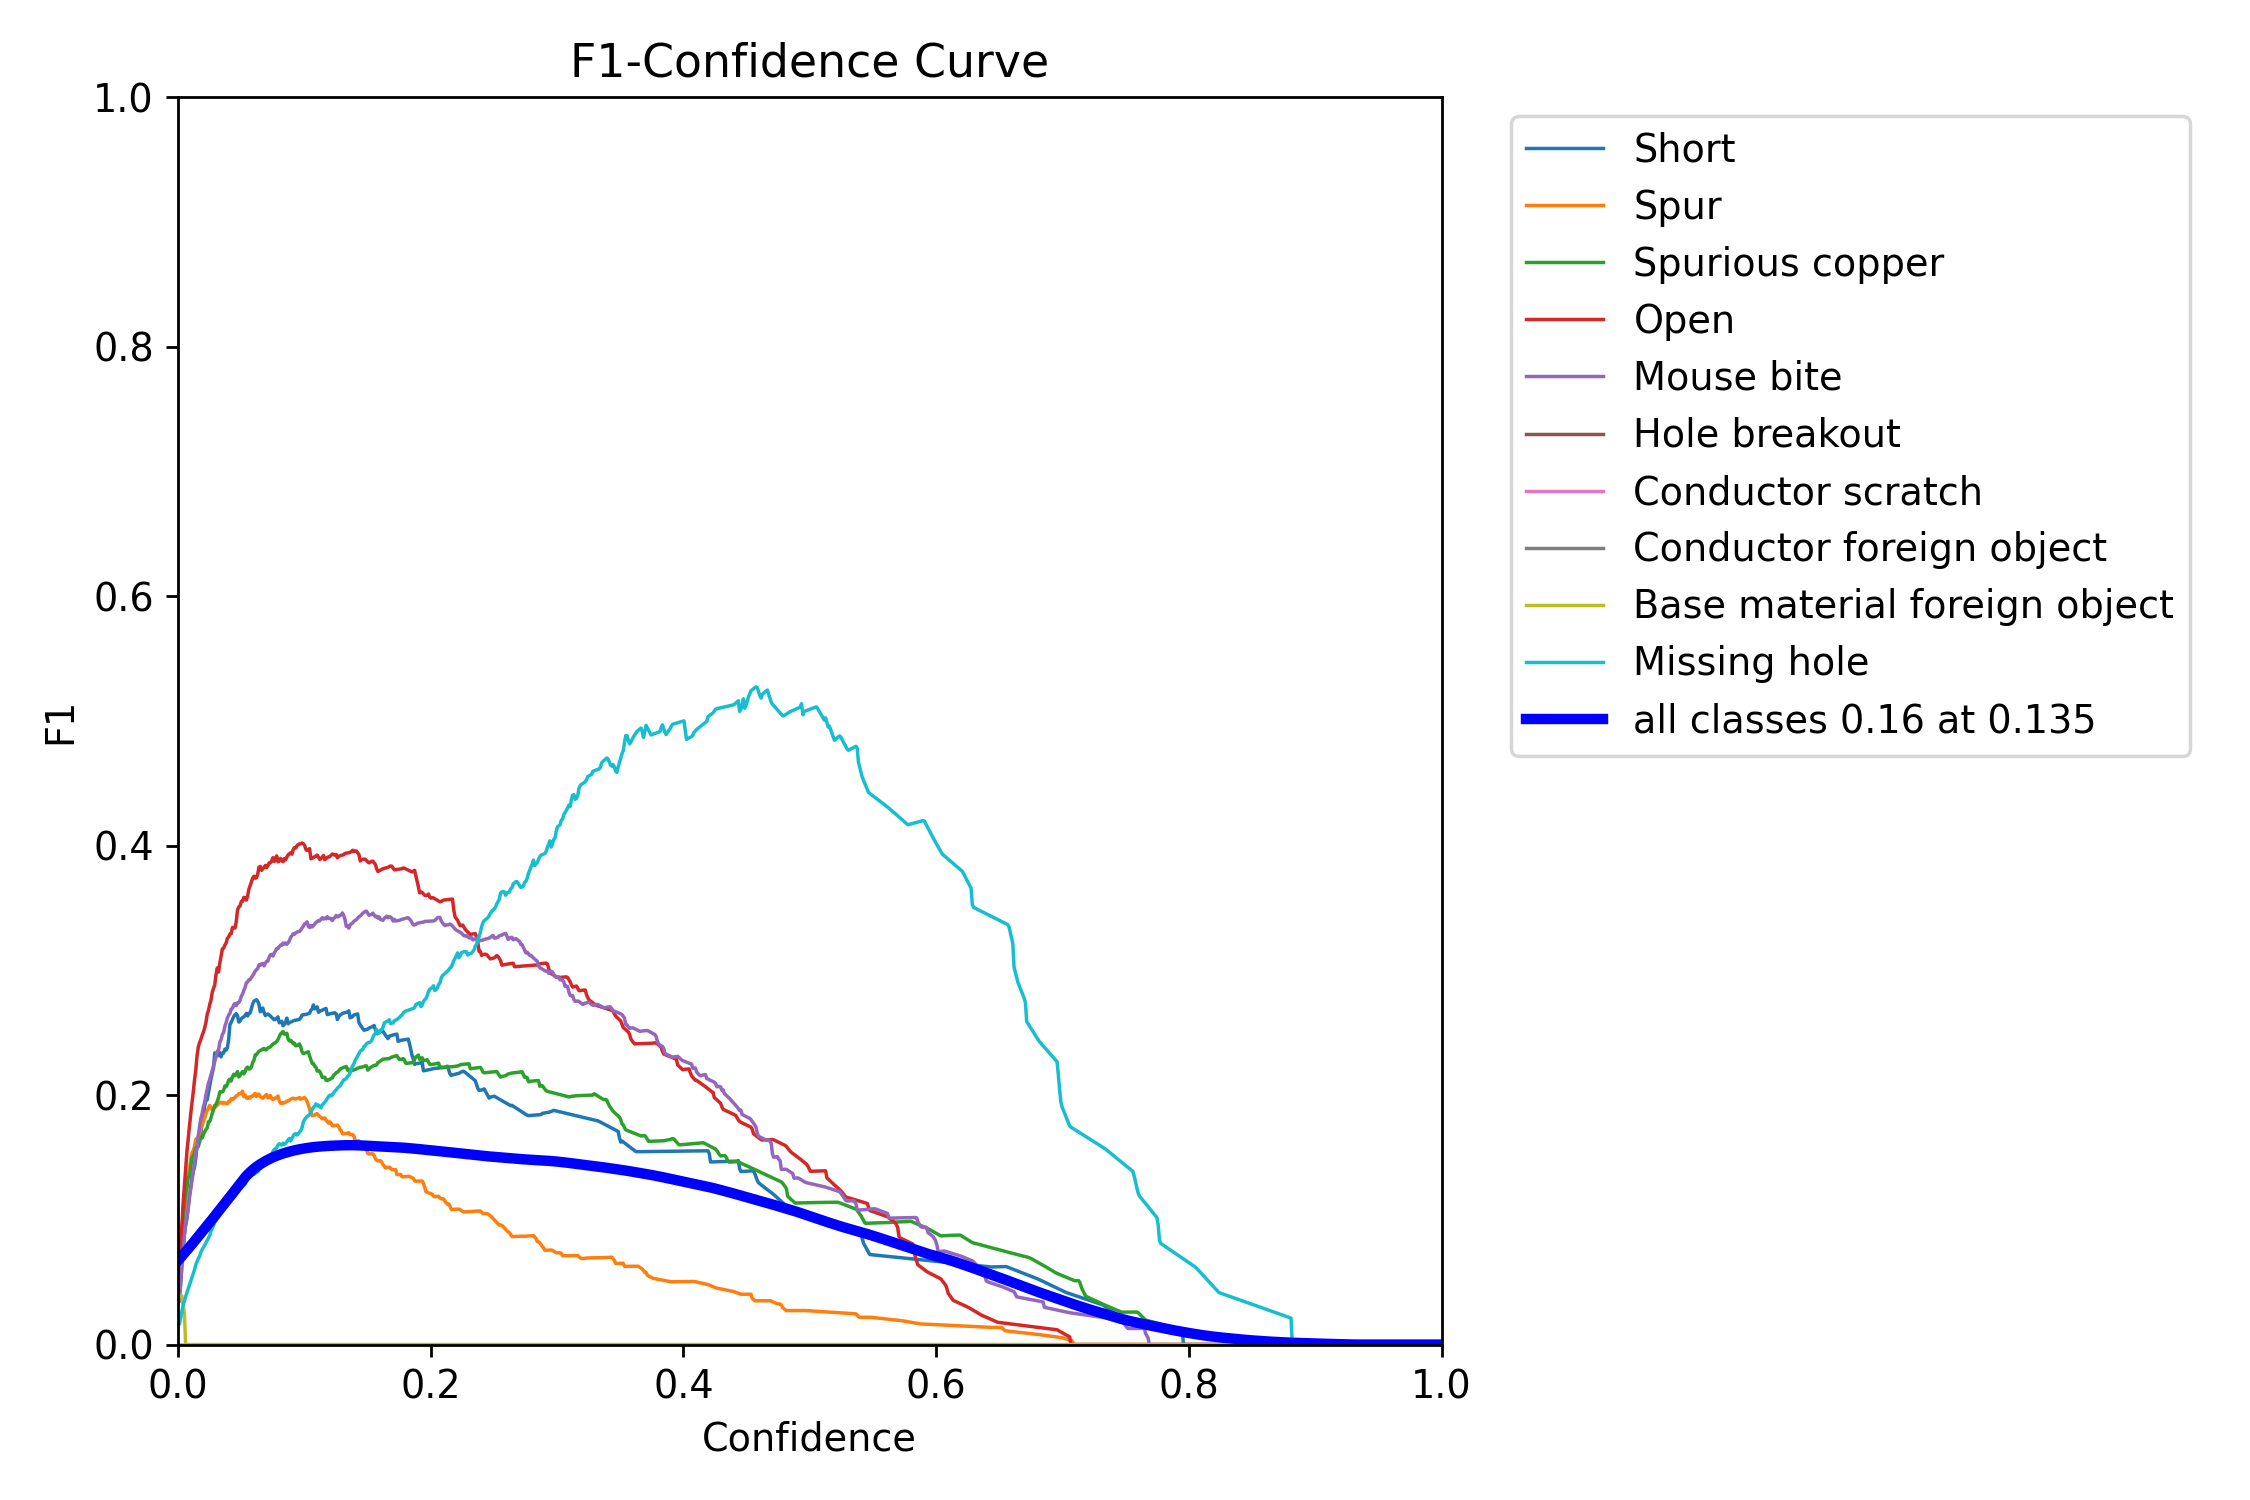 F1-Confidence Curve
1.0
0.8
0.6
0.4
0.2
0.0
F1
0.0 0.2 0.4 0.6 0.8 1.0
Confidence
Short
Spur
Spurious copper
Open
Mouse bite
Hole breakout
Conductor scratch
Conductor foreign object
Base material foreign object
Missing hole
all classes 0.16 at 0.135